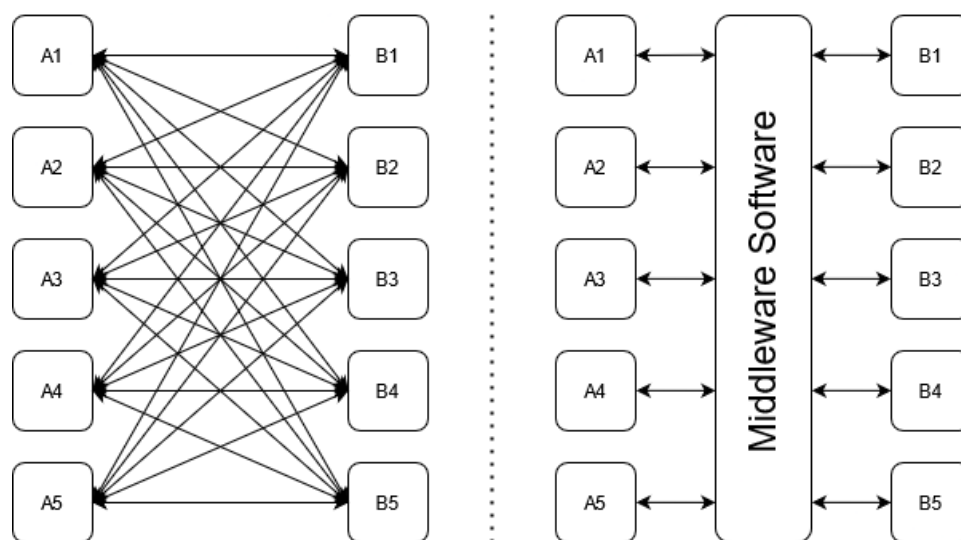 A1
B1
A2
B2
A3
B3
A4
B4
A5
B5
A1
B1
A2
B2
A3
B3
A4
B4
A5
B5
Middleware Software